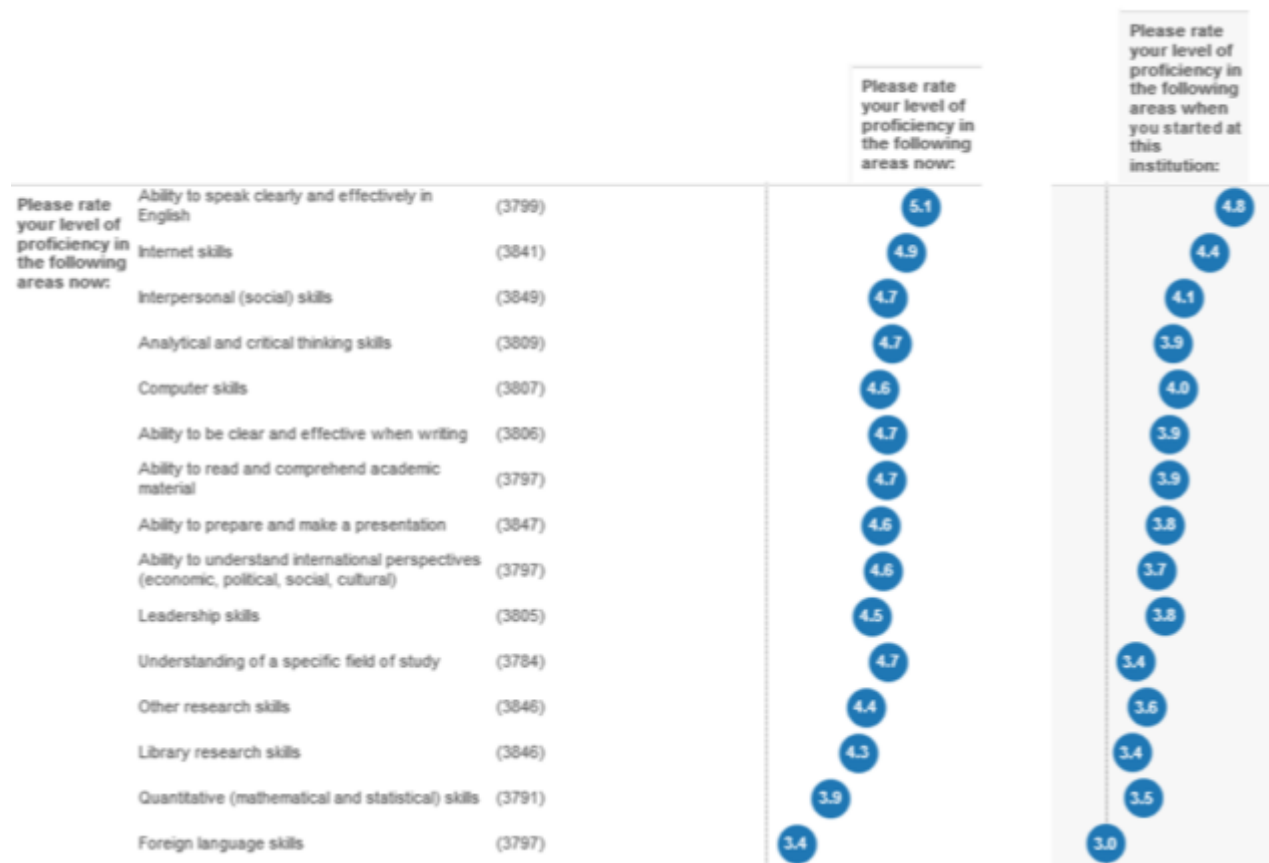 Please rate
your level of
proficiency in
the following
areas when
you started at
this
institution:
Please rate
your level of
proficiency in
the following
areas now:
Please rate
your level of
proficiency in
the following
areas now:
Ability to speak clearly and effectively in
English
(3799) 5.1 4.8
Internet skills (3841) 4.9 4.4
Interpersonal (social) skills (3849) 4.7 4.1
Analytical and critical thinking skills (3809) 4.7 3.9
Computer skills (3807) 4.6 4.0
Ability to be clear and effective when writing (3806) 4.7 3.9
Ability to read and comprehend academic
material
(3797) 4.7 3.9
Ability to prepare and make a presentation (3847) 4.6 3.8
Ability to understand international perspectives
(economic, political, social, cultural)
(3797) 4.6 3.7
Leadership skills (3805) 4.5 3.8
Understanding of a specific field of study (3784) 4.7 3.4
Other research skills (3846) 4.4 3.6
Library research skills (3846) 4.3 3.4
Quantitative (mathematical and statistical) skills (3791) 3.9 3.5
Foreign language skills (3797) 3.4 3.0